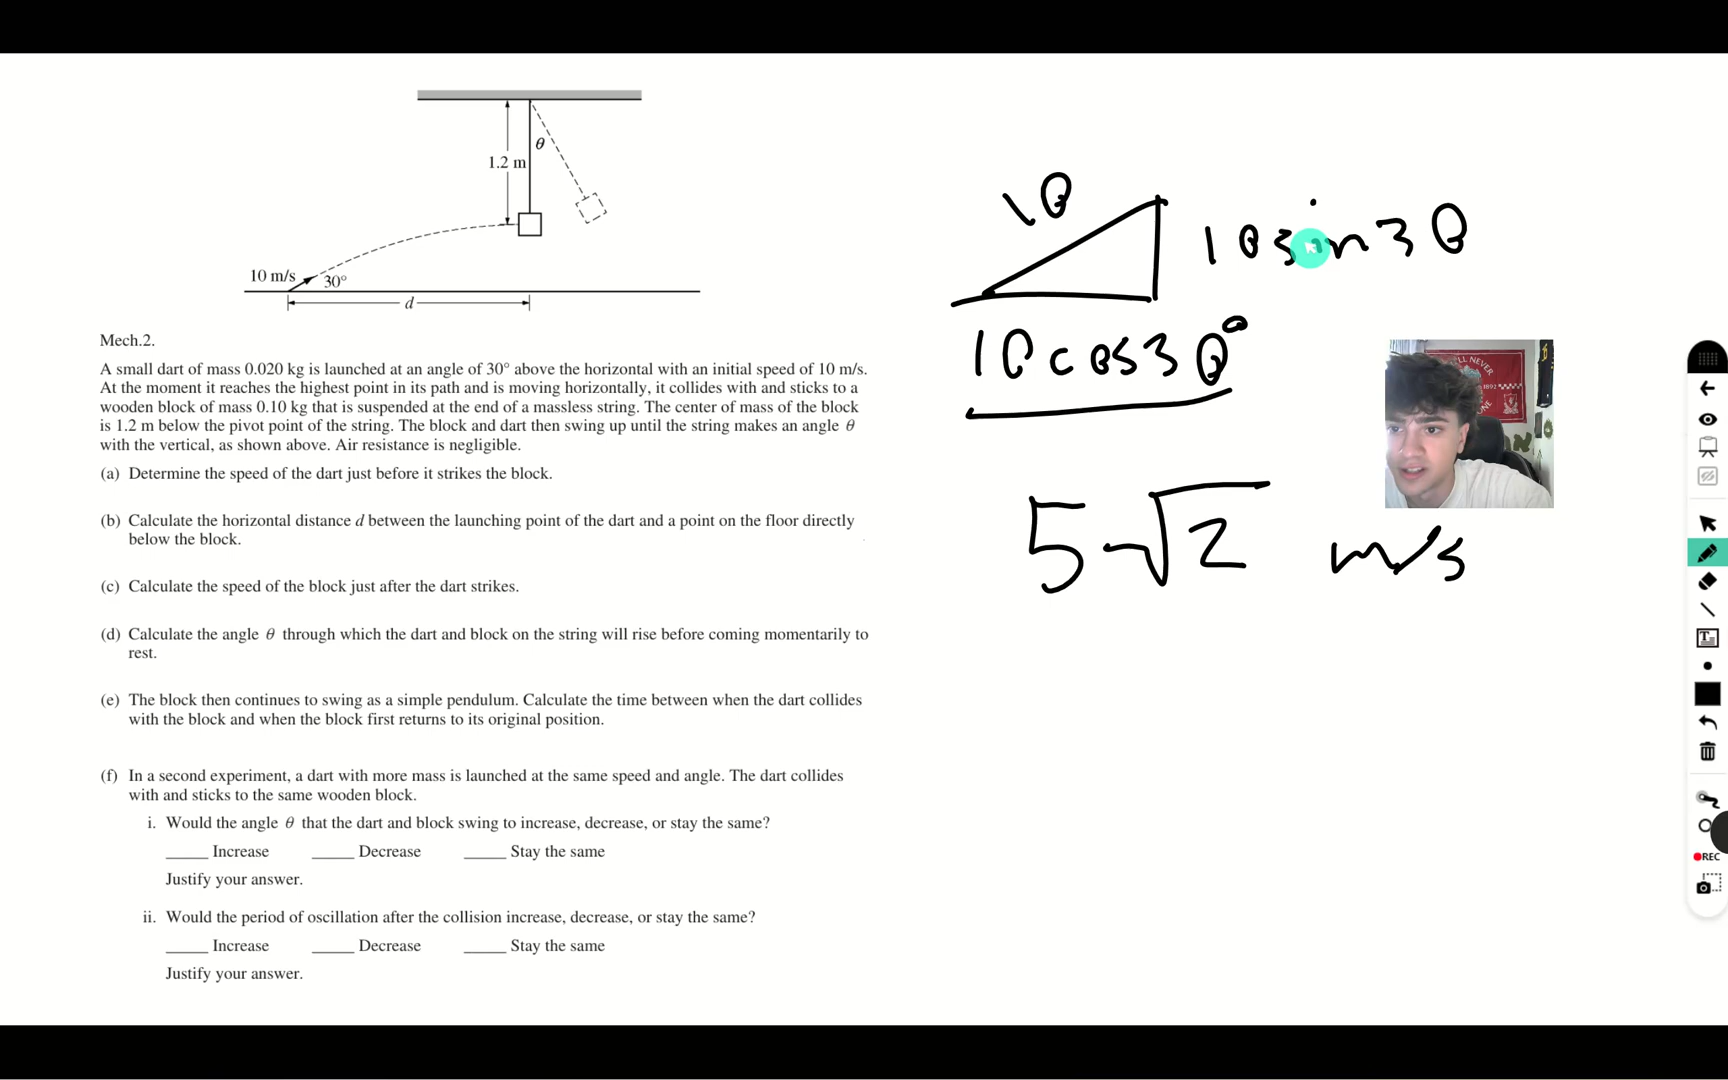 1.2 m
θ
10 m/s
30°
d
Mech.2.
A small dart of mass 0.020 kg is launched at an angle of 30° above the horizontal with an initial speed of 10 m/s.
At the moment it reaches the highest point in its path and is moving horizontally, it collides with and sticks to a
wooden block of mass 0.10 kg that is suspended at the end of a massless string. The center of mass of the block
is 1.2 m below the pivot point of the string. The block and dart then swing up until the string makes an angle θ
with the vertical, as shown above. Air resistance is negligible.
(a) Determine the speed of the dart just before it strikes the block.
(b) Calculate the horizontal distance d between the launching point of the dart and a point on the floor directly
below the block.
(c) Calculate the speed of the block just after the dart strikes.
(d) Calculate the angle θ through which the dart and block on the string will rise before coming momentarily to
rest.
(e) The block then continues to swing as a simple pendulum. Calculate the time between when the dart collides
with the block and when the block first returns to its original position.
(f) In a second experiment, a dart with more mass is launched at the same speed and angle. The dart collides
with and sticks to the same wooden block.
i. Would the angle θ that the dart and block swing to increase, decrease, or stay the same?
_____ Increase _____ Decrease _____ Stay the same
Justify your answer.
ii. Would the period of oscillation after the collision increase, decrease, or stay the same?
_____ Increase _____ Decrease _____ Stay the same
Justify your answer.
10
10sin30
10cos30°
5√2 m/s
1892
REC